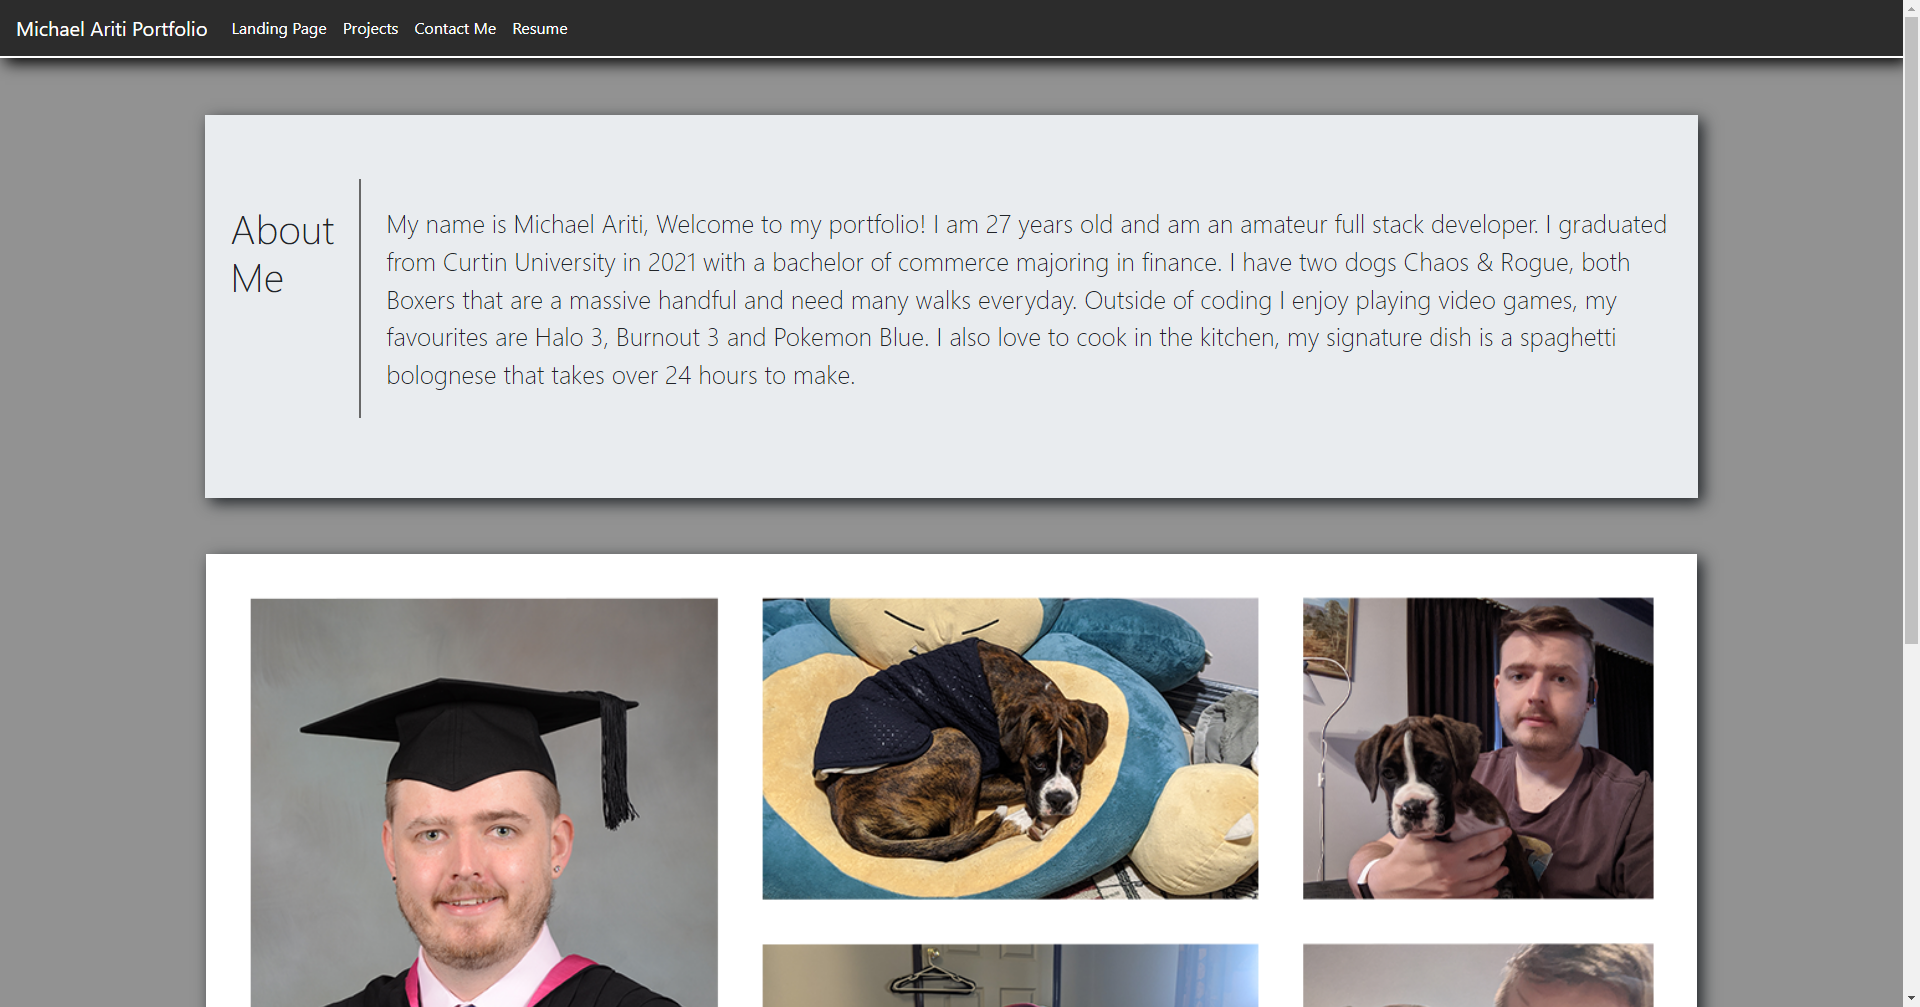 Michael Ariti Portfolio Landing Page Projects Contact Me Resume
About
Me
My name is Michael Ariti, Welcome to my portfolio! I am 27 years old and am an amateur full stack developer. I graduated
from Curtin University in 2021 with a bachelor of commerce majoring in finance. I have two dogs Chaos & Rogue, both
Boxers that are a massive handful and need many walks everyday. Outside of coding I enjoy playing video games, my
favourites are Halo 3, Burnout 3 and Pokemon Blue. I also love to cook in the kitchen, my signature dish is a spaghetti
bolognese that takes over 24 hours to make.